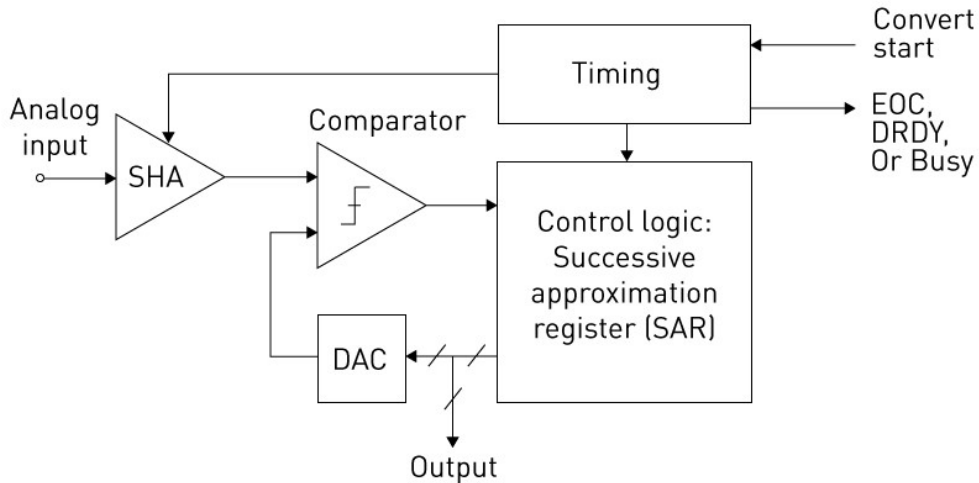 Convert
start
Timing
EOC,
DRDY,
Or Busy
Analog
input
Comparator
SHA
Control logic:
Successive
approximation
register (SAR)
DAC
Output